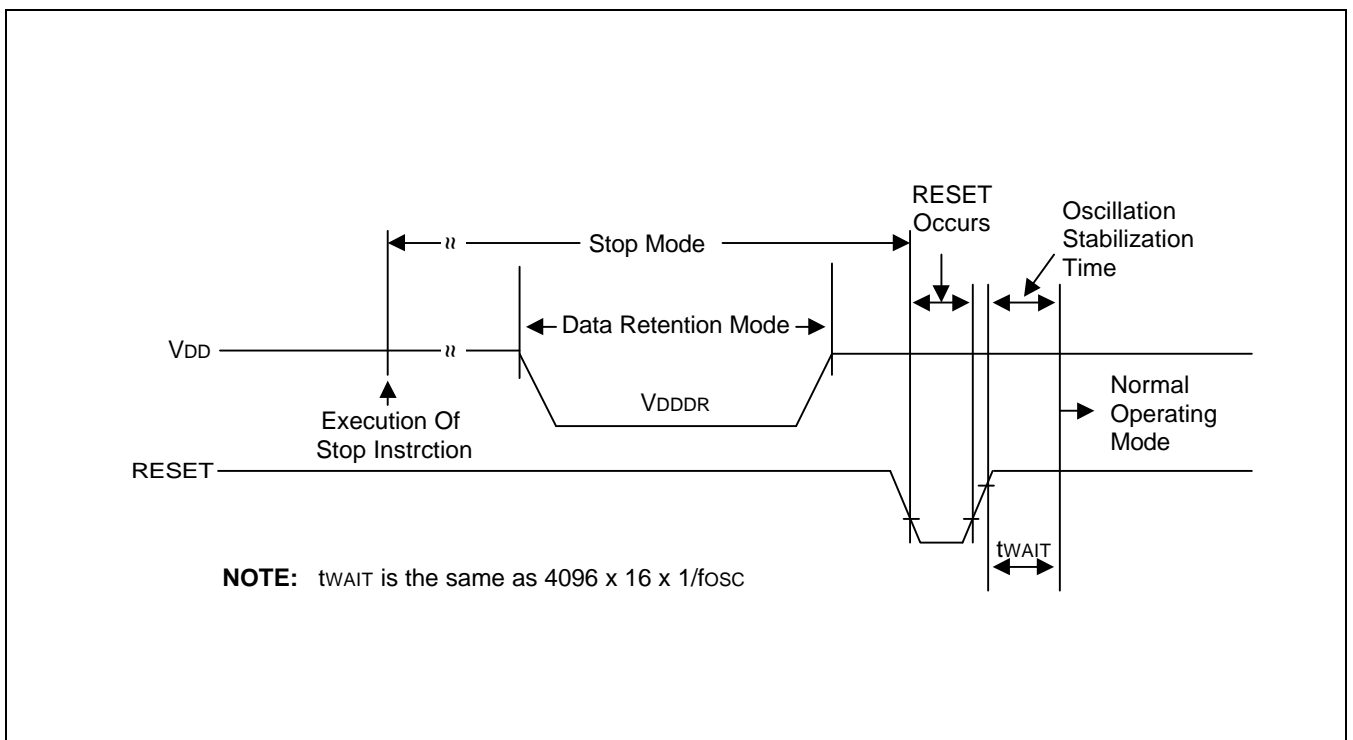 RESET
Occurs
Oscillation
Stabilization
Time
Stop Mode
Data Retention Mode
VDD
VDDDR
Execution Of
Stop Instrction
Normal
Operating
Mode
RESET
tWAIT
NOTE: tWAIT is the same as 4096 x 16 x 1/fOSC